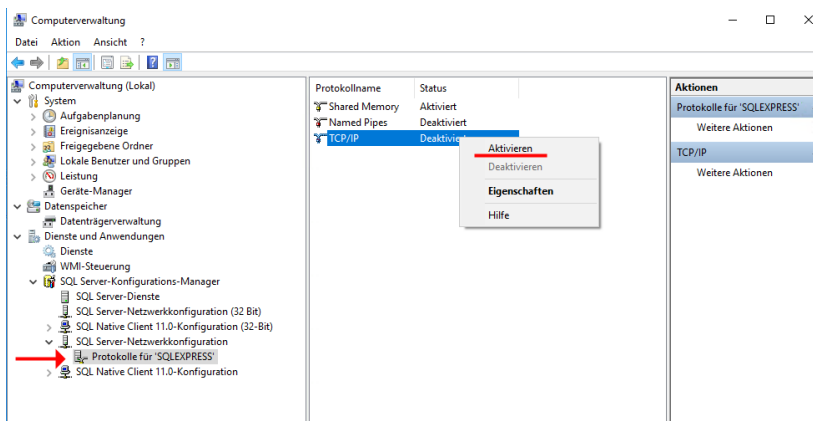 Computerverwaltung
Datei Aktion Ansicht ?
Computerverwaltung (Lokal)
System
Aufgabenplanung
Ereignisanzeige
Freigegebene Ordner
Lokale Benutzer und Gruppen
Leistung
Geräte-Manager
Datenspeicher
Datenträgerverwaltung
Dienste und Anwendungen
Dienste
WMI-Steuerung
SQL Server-Konfigurations-Manager
SQL Server-Dienste
SQL Server-Netzwerkkonfiguration (32 Bit)
SQL Native Client 11.0-Konfiguration (32-Bit)
SQL Server-Netzwerkkonfiguration
Protokolle für 'SQLEXPRESS'
SQL Native Client 11.0-Konfiguration
Protokollname Status
Shared Memory Aktiviert
Named Pipes Deaktiviert
TCP/IP Deaktiviert
Aktivieren
Deaktivieren
Eigenschaften
Hilfe
Aktionen
Protokolle für 'SQLEXPRESS'
Weitere Aktionen
TCP/IP
Weitere Aktionen